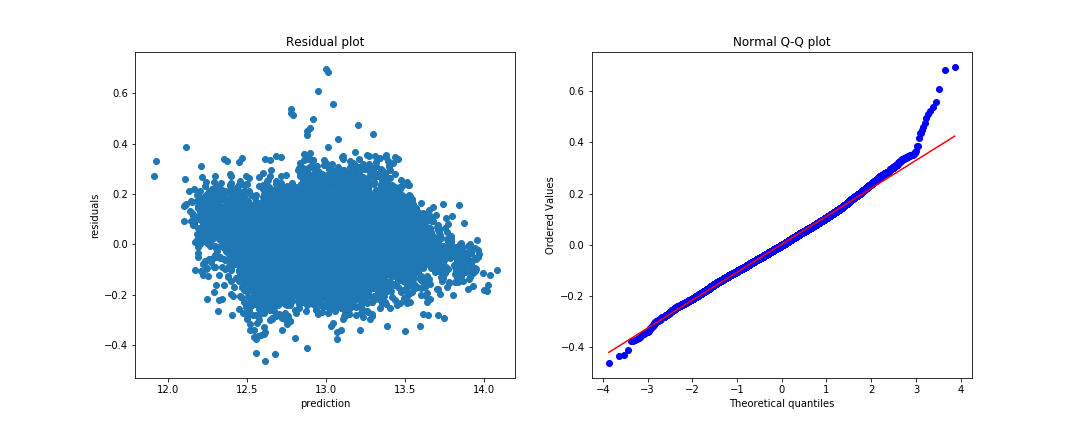 Residual plot
residuals
0.6
0.4
0.2
0.0
−0.2
−0.4
12.0 12.5 13.0 13.5 14.0
prediction
Normal Q-Q plot
Ordered Values
0.6
0.4
0.2
0.0
−0.2
−0.4
−4 −3 −2 −1 0 1 2 3 4
Theoretical quantiles